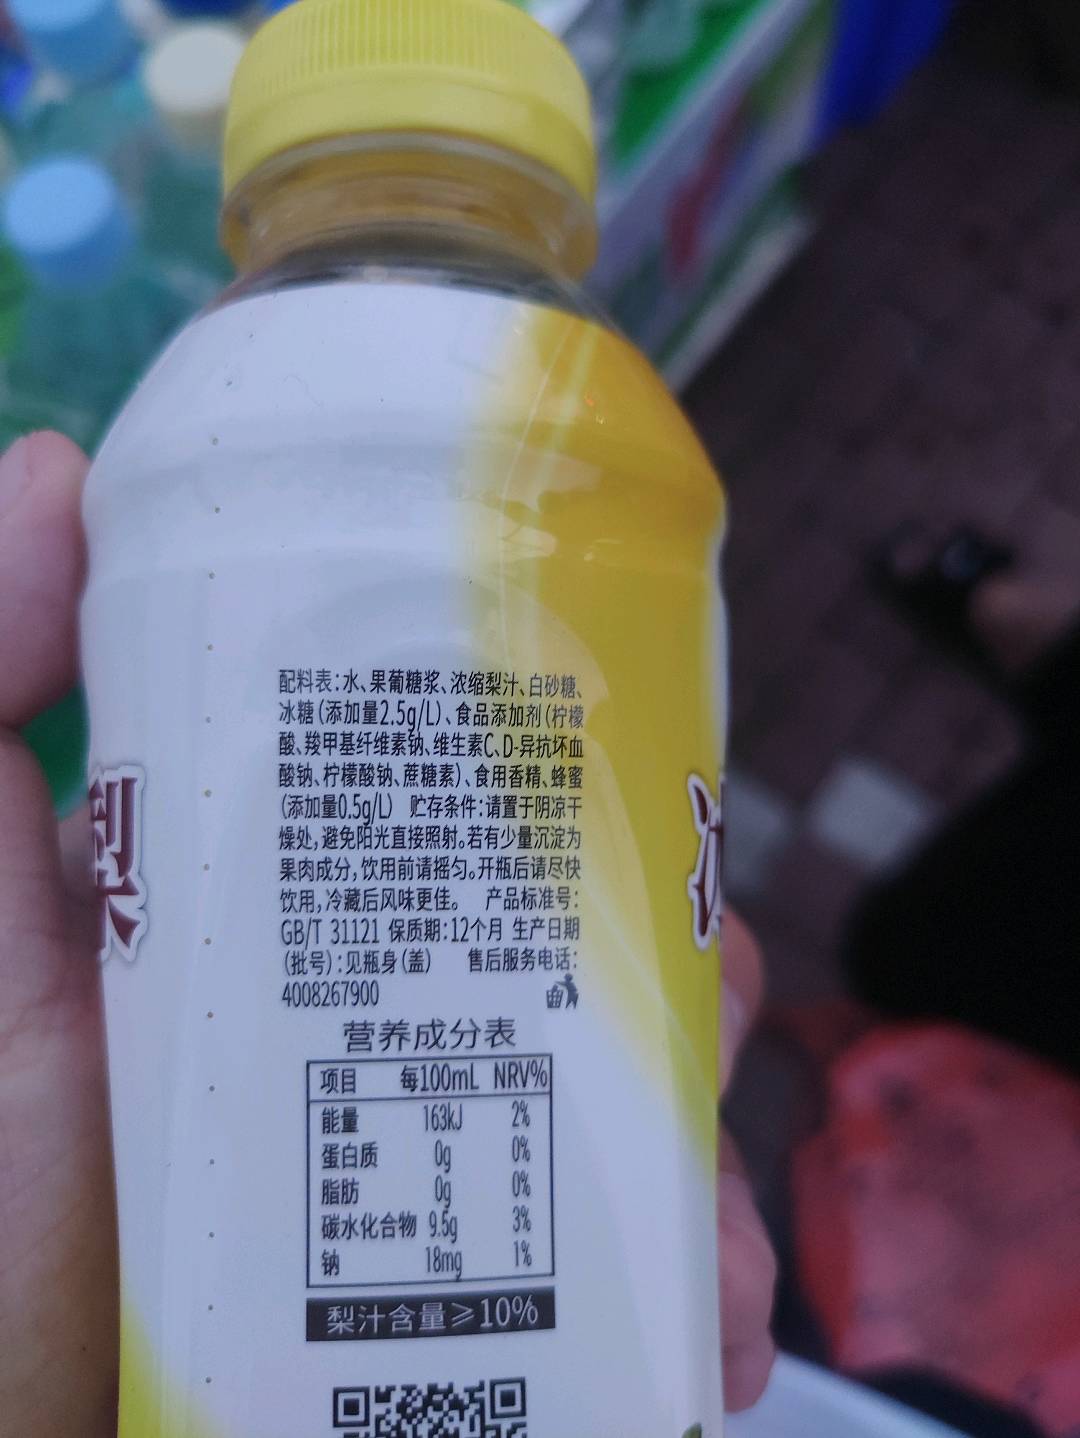 配料表:水、果葡糖浆、浓缩梨汁、白砂糖、
冰糖(添加量2.5g/L)、食品添加剂(柠檬
酸、羧甲基纤维素钠、维生素C、D-异抗坏血
酸钠、柠檬酸钠、蔗糖素)、食用香精、蜂蜜
(添加量0.5g/L) 贮存条件:请置于阴凉干
燥处,避免阳光直接照射。若有少量沉淀为
果肉成分,饮用前请摇匀。开瓶后请尽快
饮用,冷藏后风味更佳。 产品标准号:
GB/T 31121 保质期:12个月 生产日期
(批号):见瓶身(盖) 售后服务电话:
4008267900
营养成分表
项目 每100mL NRV%
能量 163kJ 2%
蛋白质 0g 0%
脂肪 0g 0%
碳水化合物 9.5g 3%
钠 18mg 1%
梨汁含量≥10%
梨